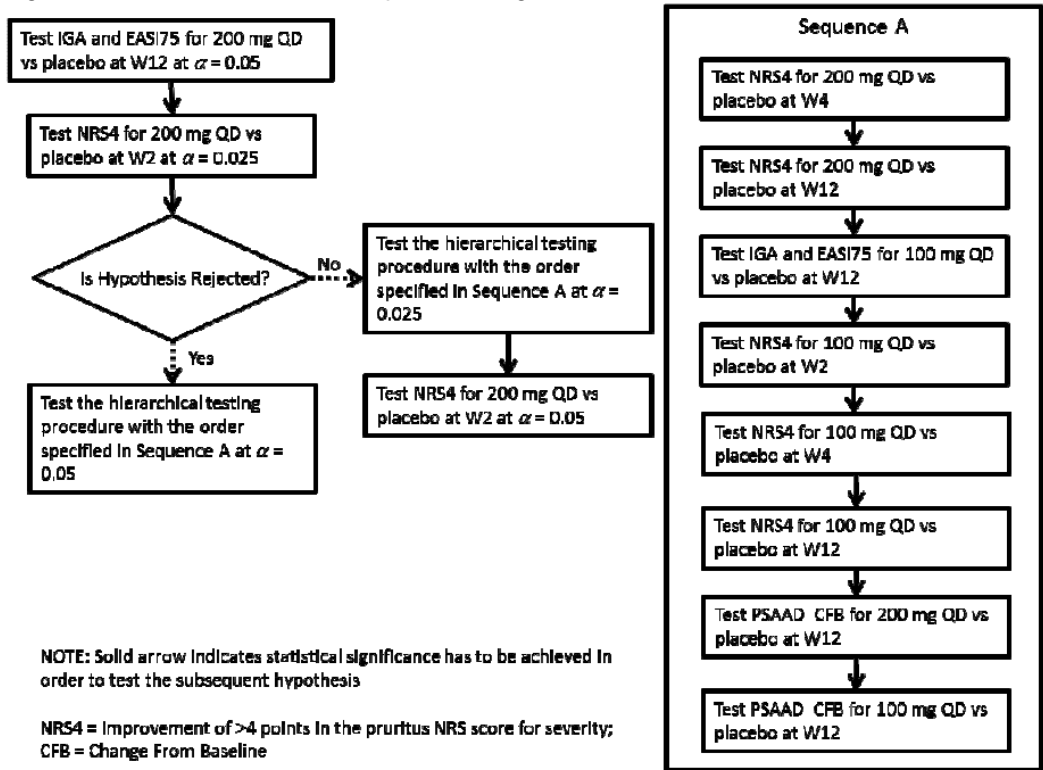 Test IGA and EASI75 for 200 mg QD
vs placebo at W12 at α = 0.05
Test NRS4 for 200 mg QD vs
placebo at W2 at α = 0.025
Is Hypothesis Rejected?
No
Yes
Test the hierarchical testing
procedure with the order
specified in Sequence A at α =
0.025
Test NRS4 for 200 mg QD vs
placebo at W2 at α = 0.05
Test the hierarchical testing
procedure with the order
specified in Sequence A at α =
0.05
NOTE: Solid arrow indicates statistical significance has to be achieved in
order to test the subsequent hypothesis
NRS4 = Improvement of >4 points in the pruritus NRS score for severity;
CFB = Change From Baseline
Sequence A
Test NRS4 for 200 mg QD vs
placebo at W4
Test NRS4 for 200 mg QD vs
placebo at W12
Test IGA and EASI75 for 100 mg QD
vs placebo at W12
Test NRS4 for 100 mg QD vs
placebo at W2
Test NRS4 for 100 mg QD vs
placebo at W4
Test NRS4 for 100 mg QD vs
placebo at W12
Test PSAAD CFB for 200 mg QD vs
placebo at W12
Test PSAAD CFB for 100 mg QD vs
placebo at W12